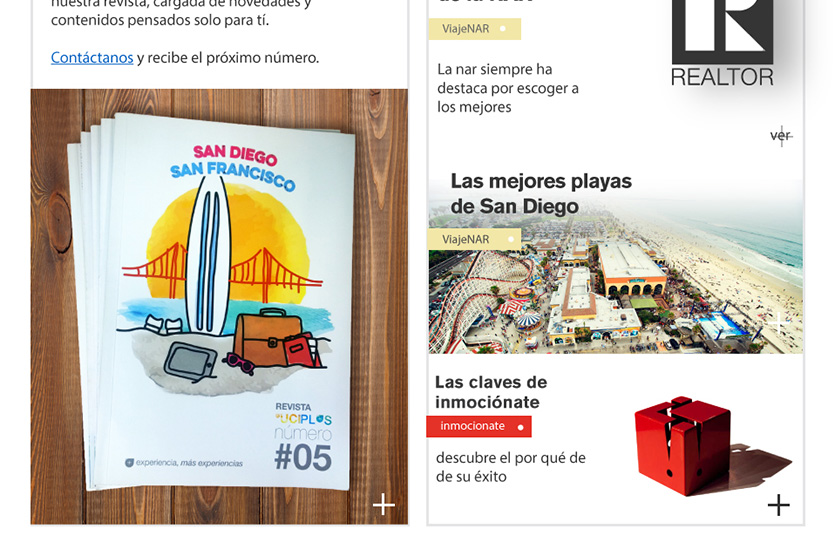 nuestra revista, cargada de novedades y
contenidos pensados solo para tí.
Contáctanos y recibe el próximo número.
SAN DIEGO
SAN FRANCISCO
REVISTA
UCIPLUS
número
#05
experiencia, más experiencias
de la NAR
ViajeNAR
La nar siempre ha
destaca por escoger a
los mejores
REALTOR
ver
Las mejores playas
de San Diego
ViajeNAR
Las claves de
inmociónate
inmocionate
descubre el por qué de
de su éxito